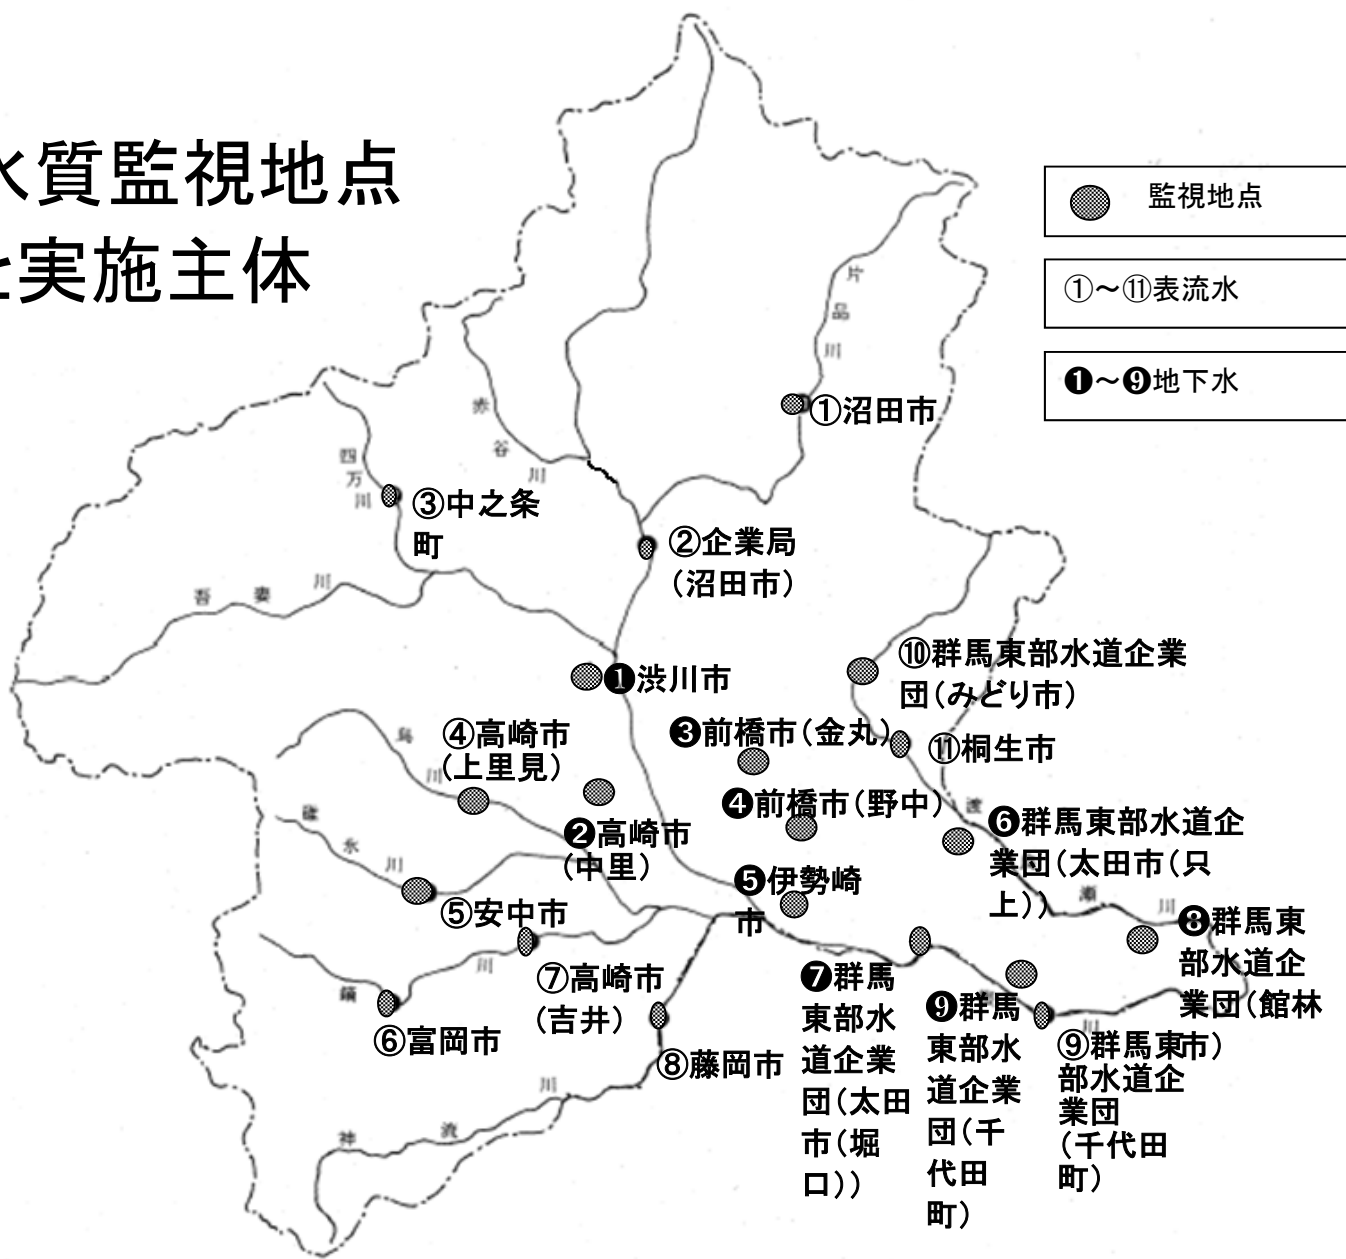 水質監視地点
と実施主体
監視地点
①～⑪表流水
❶～❾地下水
片品川
①沼田市
赤谷川
四万川
③中之条
町
②企業局
(沼田市)
吾妻川
⑩群馬東部水道企業
団(みどり市)
❶渋川市
④高崎市
(上里見)
烏川
❸前橋市(金丸)
⑪桐生市
❹前橋市(野中)
渡
瀬川
❻群馬東部水道企
業団(太田市(只
上))
❷高崎市
(中里)
碓氷川
⑤安中市
❺伊勢崎
市
❽群馬東
部水道企
業団(館林
市)
⑦高崎市
(吉井)
鏑川
⑥富岡市
⑧藤岡市
❼群馬
東部水
道企業
団(太田
市(堀
口))
❾群馬
東部水
道企業
団(千
代田
町)
川
⑨群馬東
部水道企
業団
(千代田
町)
神流川